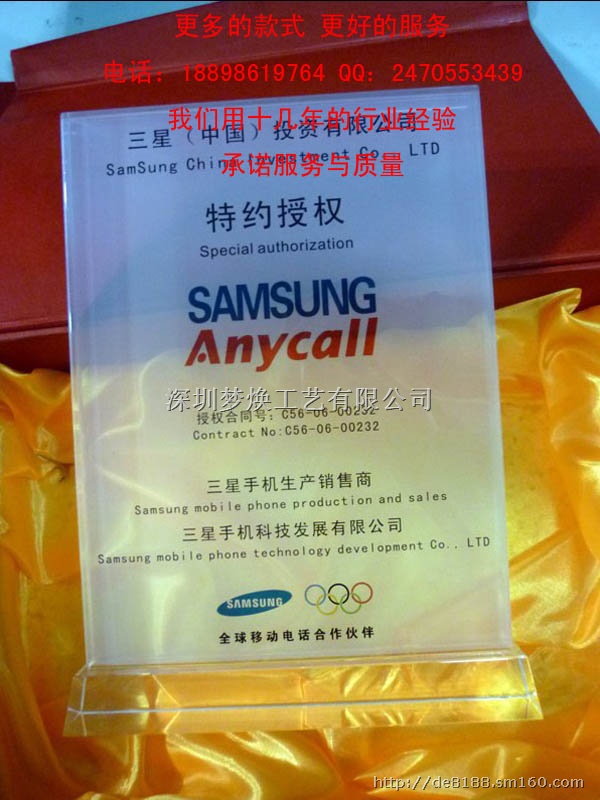 更多的款式 更好的服务
电话：18898619764 QQ：2470553439
我们用十几年的行业经验
三星（中国）投资有限公司
SamSung China Investment Co., LTD
承诺服务与质量
特约授权
Special authorization
SAMSUNG
Anycall
深圳梦焕工艺有限公司
授权合同号：C56-06-00232
Contract No:C56-06-00232
三星手机生产销售商
Samsung mobile phone production and sales
三星手机科技发展有限公司
Samsung mobile phone technology development Co., LTD
SAMSUNG
全球移动电话合作伙伴
http://de8188.sm160.com/